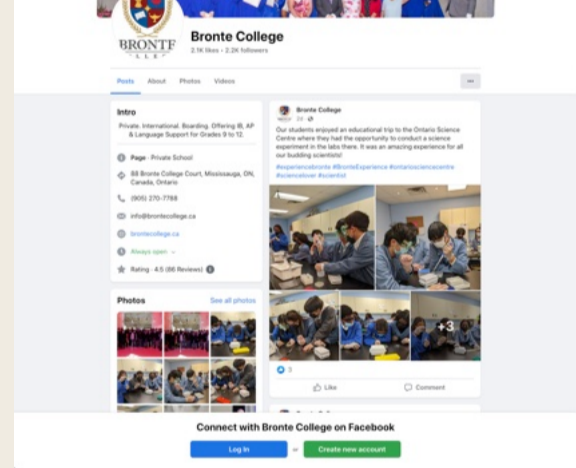 BRONTE
Bronte College
2.1K likes • 2.2K followers
Posts
About
Photos
Videos
Intro
Private. International. Boarding. Offering IB, AP
& Language Support for Grades 9 to 12.
Page · Private School
88 Bronte College Court, Mississauga, ON,
Canada, Ontario
(905) 270-7788
info@brontecollege.ca
brontecollege.ca
Always open
Rating · 4.5 (86 Reviews)
Photos
See all photos
Bronte College
2d
Our students enjoyed an educational trip to the Ontario Science
Centre where they had the opportunity to conduct a science
experiment in the labs there. It was an amazing experience for all
our budding scientists!
#experiencebronte #BronteExperience #ontariosciencecentre
#sciencelover #scientist
+3
3
Like
Comment
Connect with Bronte College on Facebook
Log In
or
Create new account